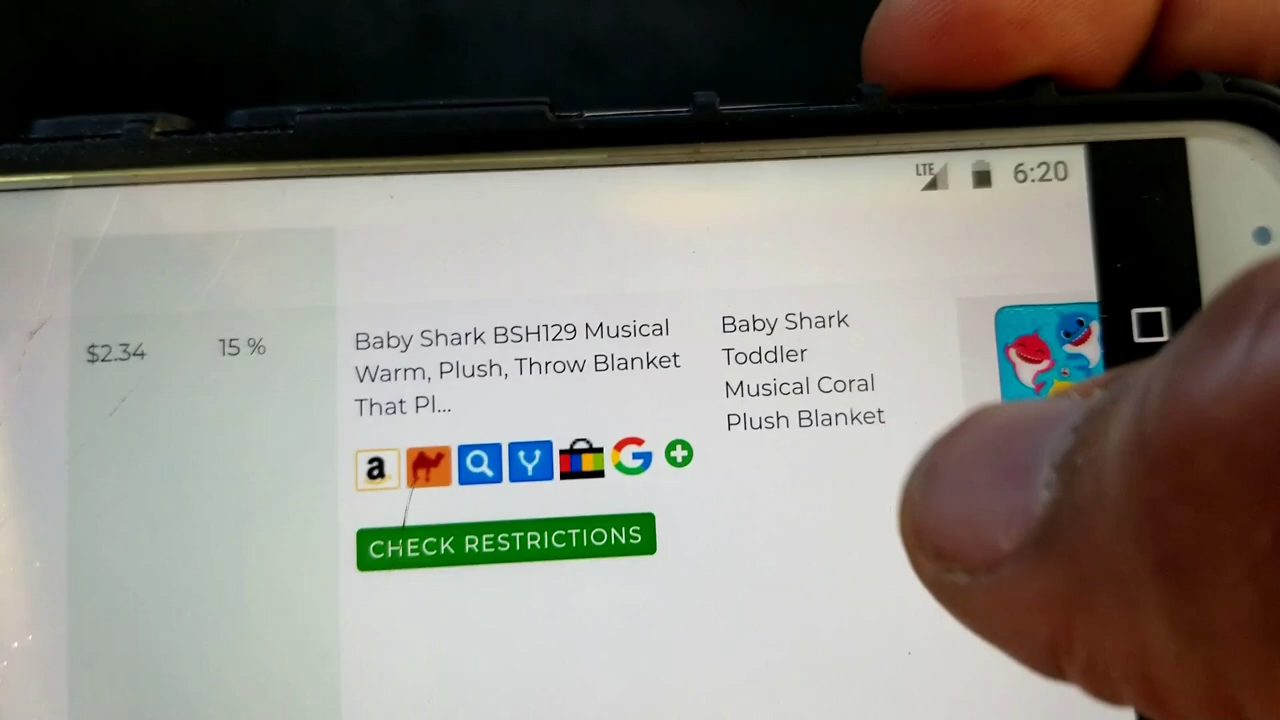 LTE 6:20
$2.34
15 %
Baby Shark BSH129 Musical
Warm, Plush, Throw Blanket
That Pl...
Baby Shark
Toddler
Musical Coral
Plush Blanket
a
G
CHECK RESTRICTIONS